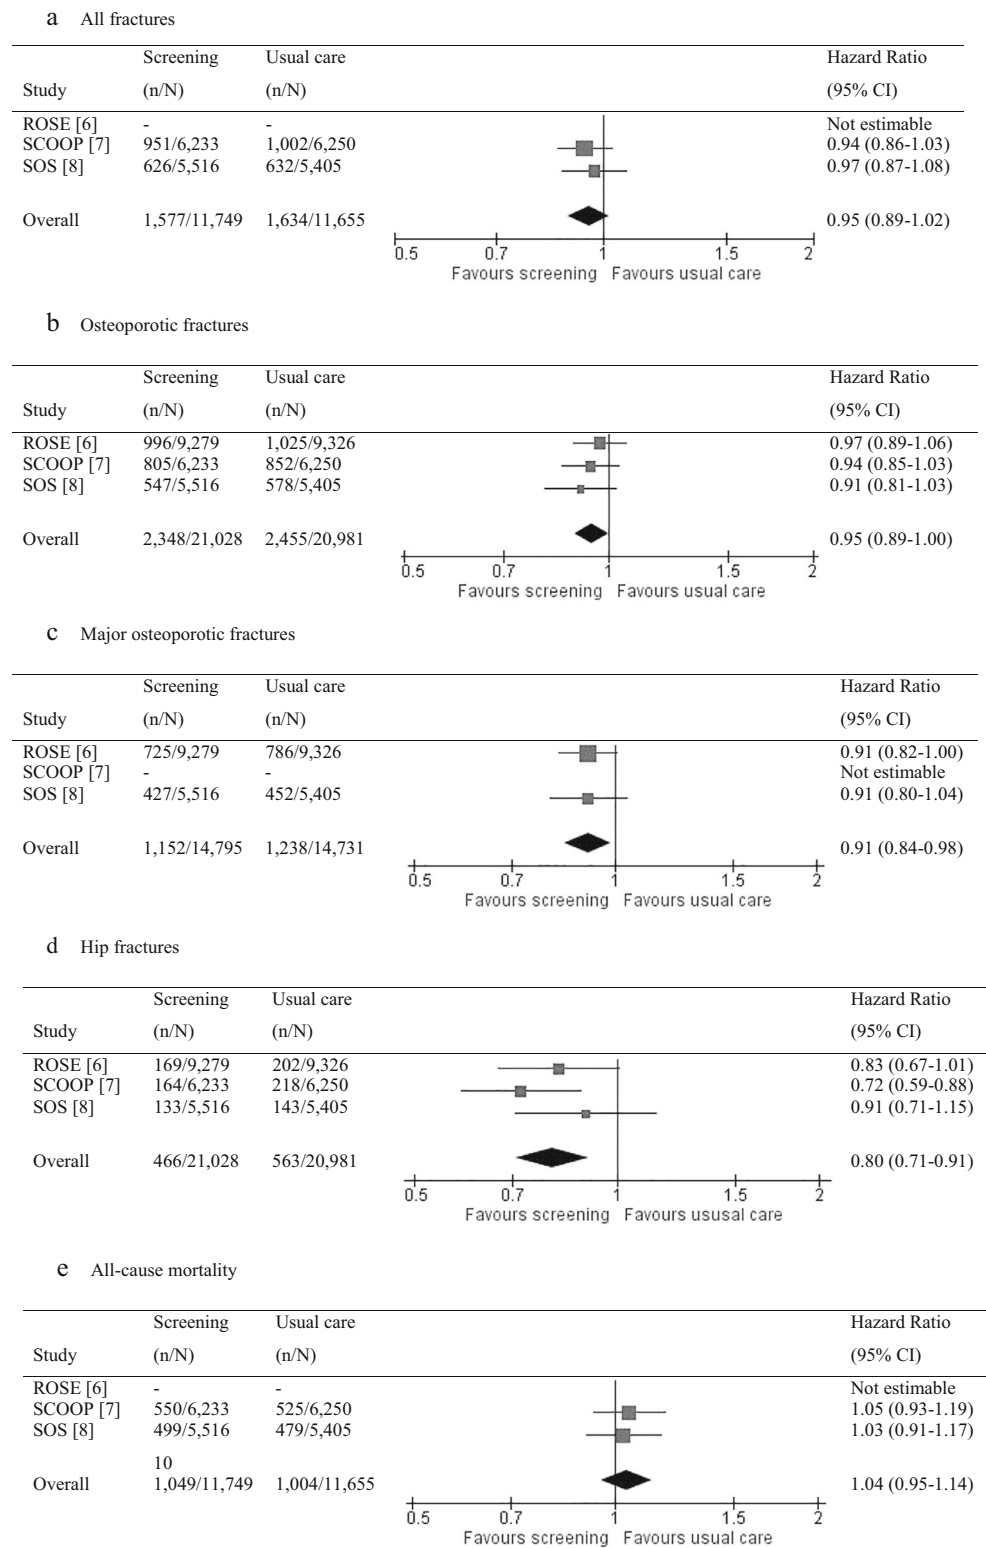 a All fractures
Screening Usual care Hazard Ratio
Study (n/N) (n/N) (95% CI)
ROSE [6] - - Not estimable
SCOOP [7] 951/6,233 1,002/6,250 0.94 (0.86-1.03)
SOS [8] 626/5,516 632/5,405 0.97 (0.87-1.08)
Overall 1,577/11,749 1,634/11,655 0.95 (0.89-1.02)
0.5 0.7 1 1.5 2
Favours screening Favours usual care
b Osteoporotic fractures
Screening Usual care Hazard Ratio
Study (n/N) (n/N) (95% CI)
ROSE [6] 996/9,279 1,025/9,326 0.97 (0.89-1.06)
SCOOP [7] 805/6,233 852/6,250 0.94 (0.85-1.03)
SOS [8] 547/5,516 578/5,405 0.91 (0.81-1.03)
Overall 2,348/21,028 2,455/20,981 0.95 (0.89-1.00)
0.5 0.7 1 1.5 2
Favours screening Favours usual care
c Major osteoporotic fractures
Screening Usual care Hazard Ratio
Study (n/N) (n/N) (95% CI)
ROSE [6] 725/9,279 786/9,326 0.91 (0.82-1.00)
SCOOP [7] - - Not estimable
SOS [8] 427/5,516 452/5,405 0.91 (0.80-1.04)
Overall 1,152/14,795 1,238/14,731 0.91 (0.84-0.98)
0.5 0.7 1 1.5 2
Favours screening Favours usual care
d Hip fractures
Screening Usual care Hazard Ratio
Study (n/N) (n/N) (95% CI)
ROSE [6] 169/9,279 202/9,326 0.83 (0.67-1.01)
SCOOP [7] 164/6,233 218/6,250 0.72 (0.59-0.88)
SOS [8] 133/5,516 143/5,405 0.91 (0.71-1.15)
Overall 466/21,028 563/20,981 0.80 (0.71-0.91)
0.5 0.7 1 1.5 2
Favours screening Favours ususal care
e All-cause mortality
Screening Usual care Hazard Ratio
Study (n/N) (n/N) (95% CI)
ROSE [6] - - Not estimable
SCOOP [7] 550/6,233 525/6,250 1.05 (0.93-1.19)
SOS [8] 499/5,516 479/5,405 1.03 (0.91-1.17)
10
Overall 1,049/11,749 1,004/11,655 1.04 (0.95-1.14)
0.5 0.7 1 1.5 2
Favours screening Favours usual care